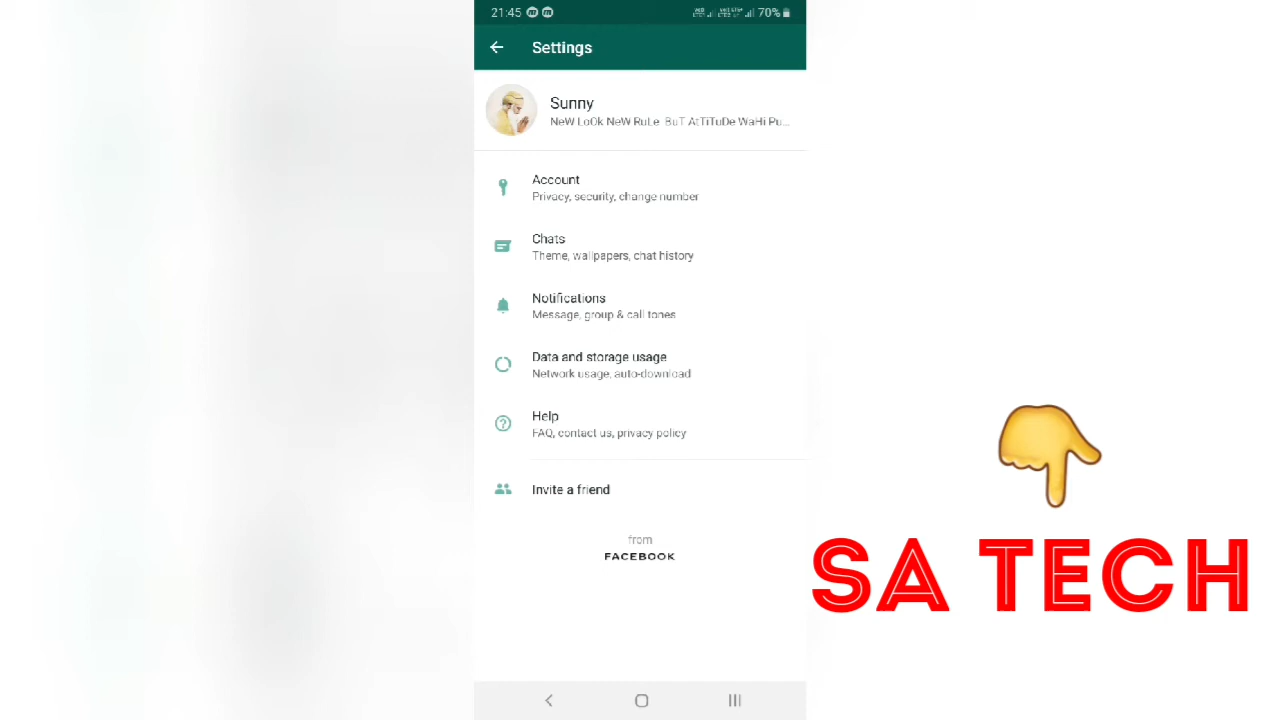 21:45
70%
Settings
Sunny
NeW LoOk NeW RuLe BuT AtTiTuDe WaHi Pu...
Account
Privacy, security, change number
Chats
Theme, wallpapers, chat history
Notifications
Message, group & call tones
Data and storage usage
Network usage, auto-download
Help
FAQ, contact us, privacy policy
Invite a friend
from
FACEBOOK
SA TECH